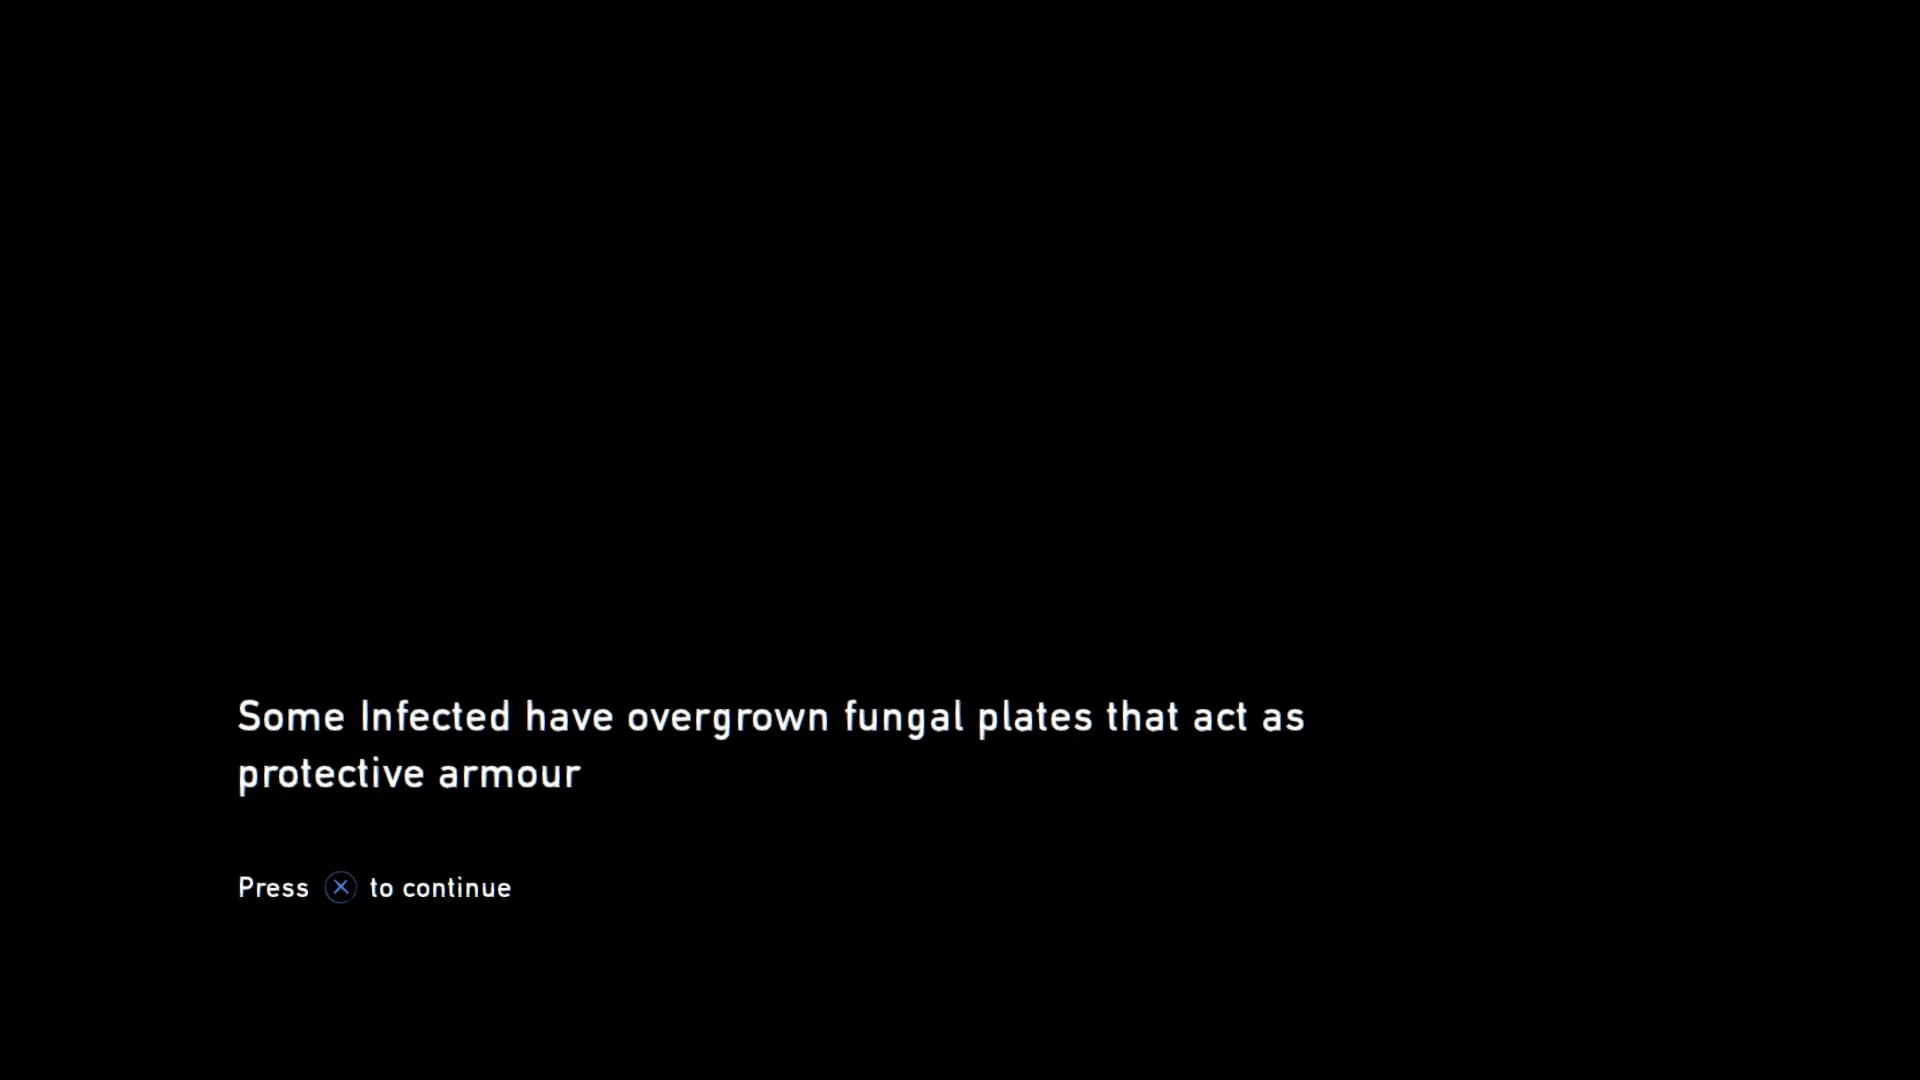 Some Infected have overgrown fungal plates that act as
protective armour
Press ⓧ to continue